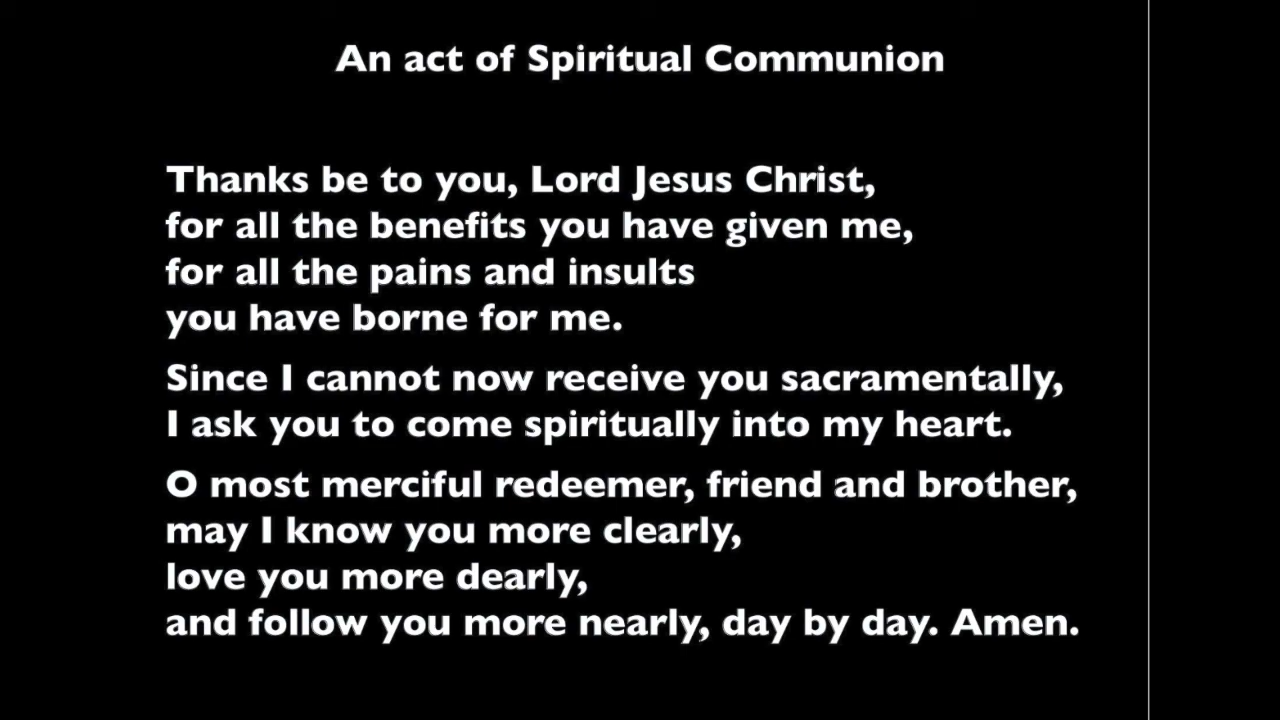 An act of Spiritual Communion
Thanks be to you, Lord Jesus Christ,
for all the benefits you have given me,
for all the pains and insults
you have borne for me.
Since I cannot now receive you sacramentally,
I ask you to come spiritually into my heart.
O most merciful redeemer, friend and brother,
may I know you more clearly,
love you more dearly,
and follow you more nearly, day by day. Amen.